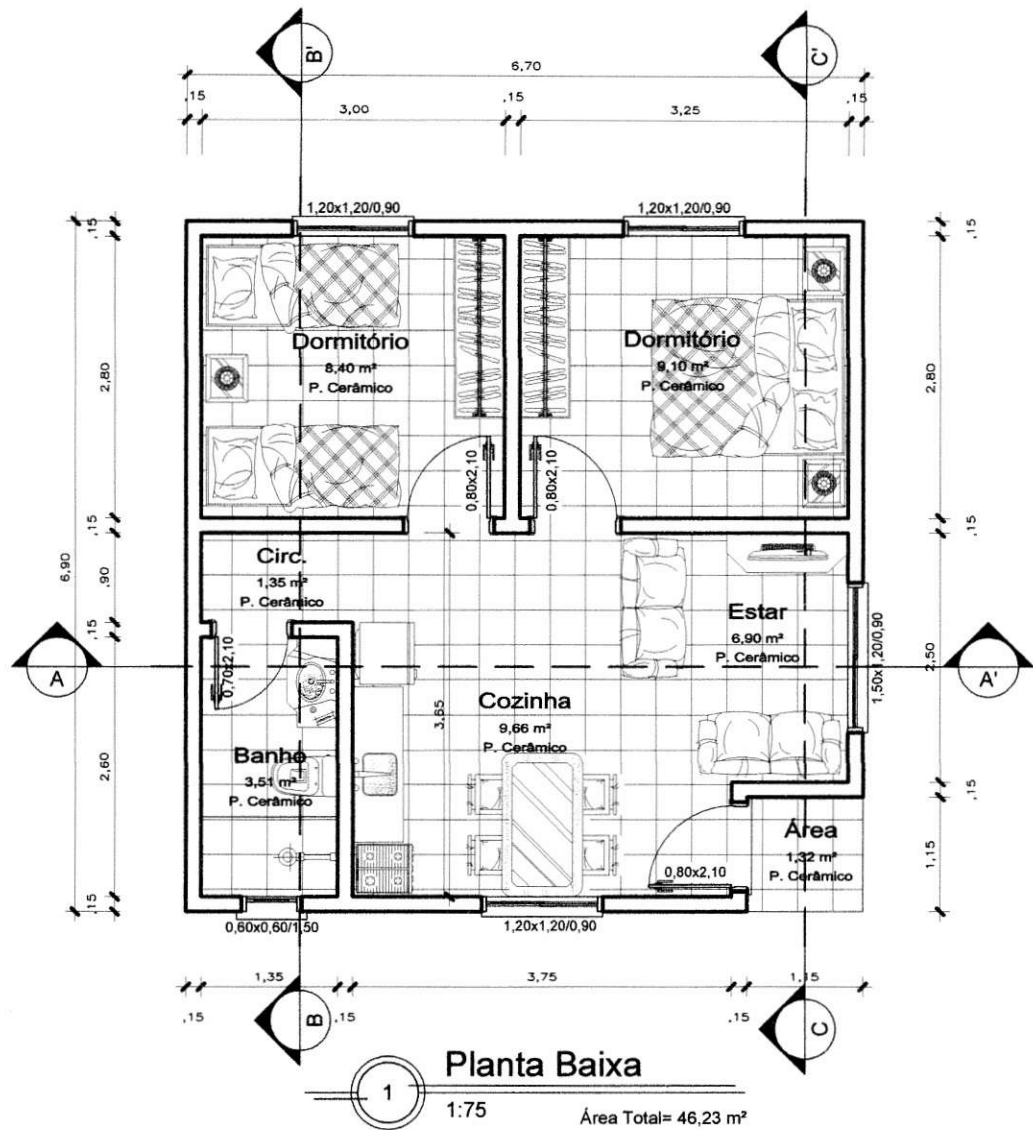 B'
C'
6,70
,15
3,00
,15
3,25
,15
1,20x1,20/0,90
1,20x1,20/0,90
,15
,15
Dormitório
8,40 m²
P. Cerâmico
Dormitório
9,10 m²
P. Cerâmico
2,80
2,80
0,80x2,10
0,80x2,10
,15
,15
6,90
,90
Circ.
1,35 m²
P. Cerâmico
Estar
6,90 m²
P. Cerâmico
1,50x1,20/0,90
2,50
,15
A
A'
0,70x2,10
3,65
Cozinha
9,66 m²
P. Cerâmico
Banho
3,51 m²
P. Cerâmico
2,60
,15
Área
1,32 m²
P. Cerâmico
1,15
0,80x2,10
,15
0,60x0,60/1,50
1,20x1,20/0,90
1,35
3,75
1,15
,15
,15
,15
B
C
Planta Baixa
1
1:75
Área Total= 46,23 m²